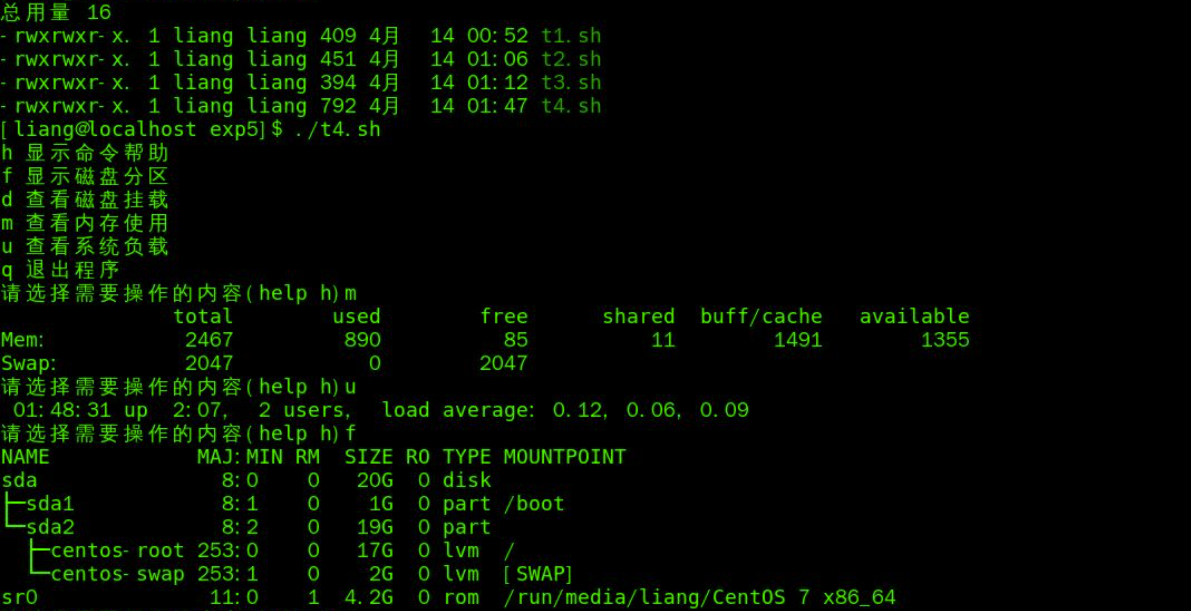 总用量 16
-rwxrwxr-x. 1 liang liang 409 4月  14 00:52 t1.sh
-rwxrwxr-x. 1 liang liang 451 4月  14 01:06 t2.sh
-rwxrwxr-x. 1 liang liang 394 4月  14 01:12 t3.sh
-rwxrwxr-x. 1 liang liang 792 4月  14 01:47 t4.sh
[liang@localhost exp5]$ ./t4.sh
h 显示命令帮助
f 显示磁盘分区
d 查看磁盘挂载
m 查看内存使用
u 查看系统负载
q 退出程序
请选择需要操作的内容(help h)m
              total        used        free      shared  buff/cache   available
Mem:           2467         890          85          11        1491        1355
Swap:          2047           0        2047
请选择需要操作的内容(help h)u
 01:48:31 up  2:07,  2 users,  load average: 0.12, 0.06, 0.09
请选择需要操作的内容(help h)f
NAME            MAJ:MIN RM  SIZE RO TYPE MOUNTPOINT
sda               8:0    0   20G  0 disk
├─sda1            8:1    0    1G  0 part /boot
└─sda2            8:2    0   19G  0 part
  ├─centos-root 253:0    0   17G  0 lvm  /
  └─centos-swap 253:1    0    2G  0 lvm  [SWAP]
sr0              11:0    1  4.2G  0 rom  /run/media/liang/CentOS 7 x86_64